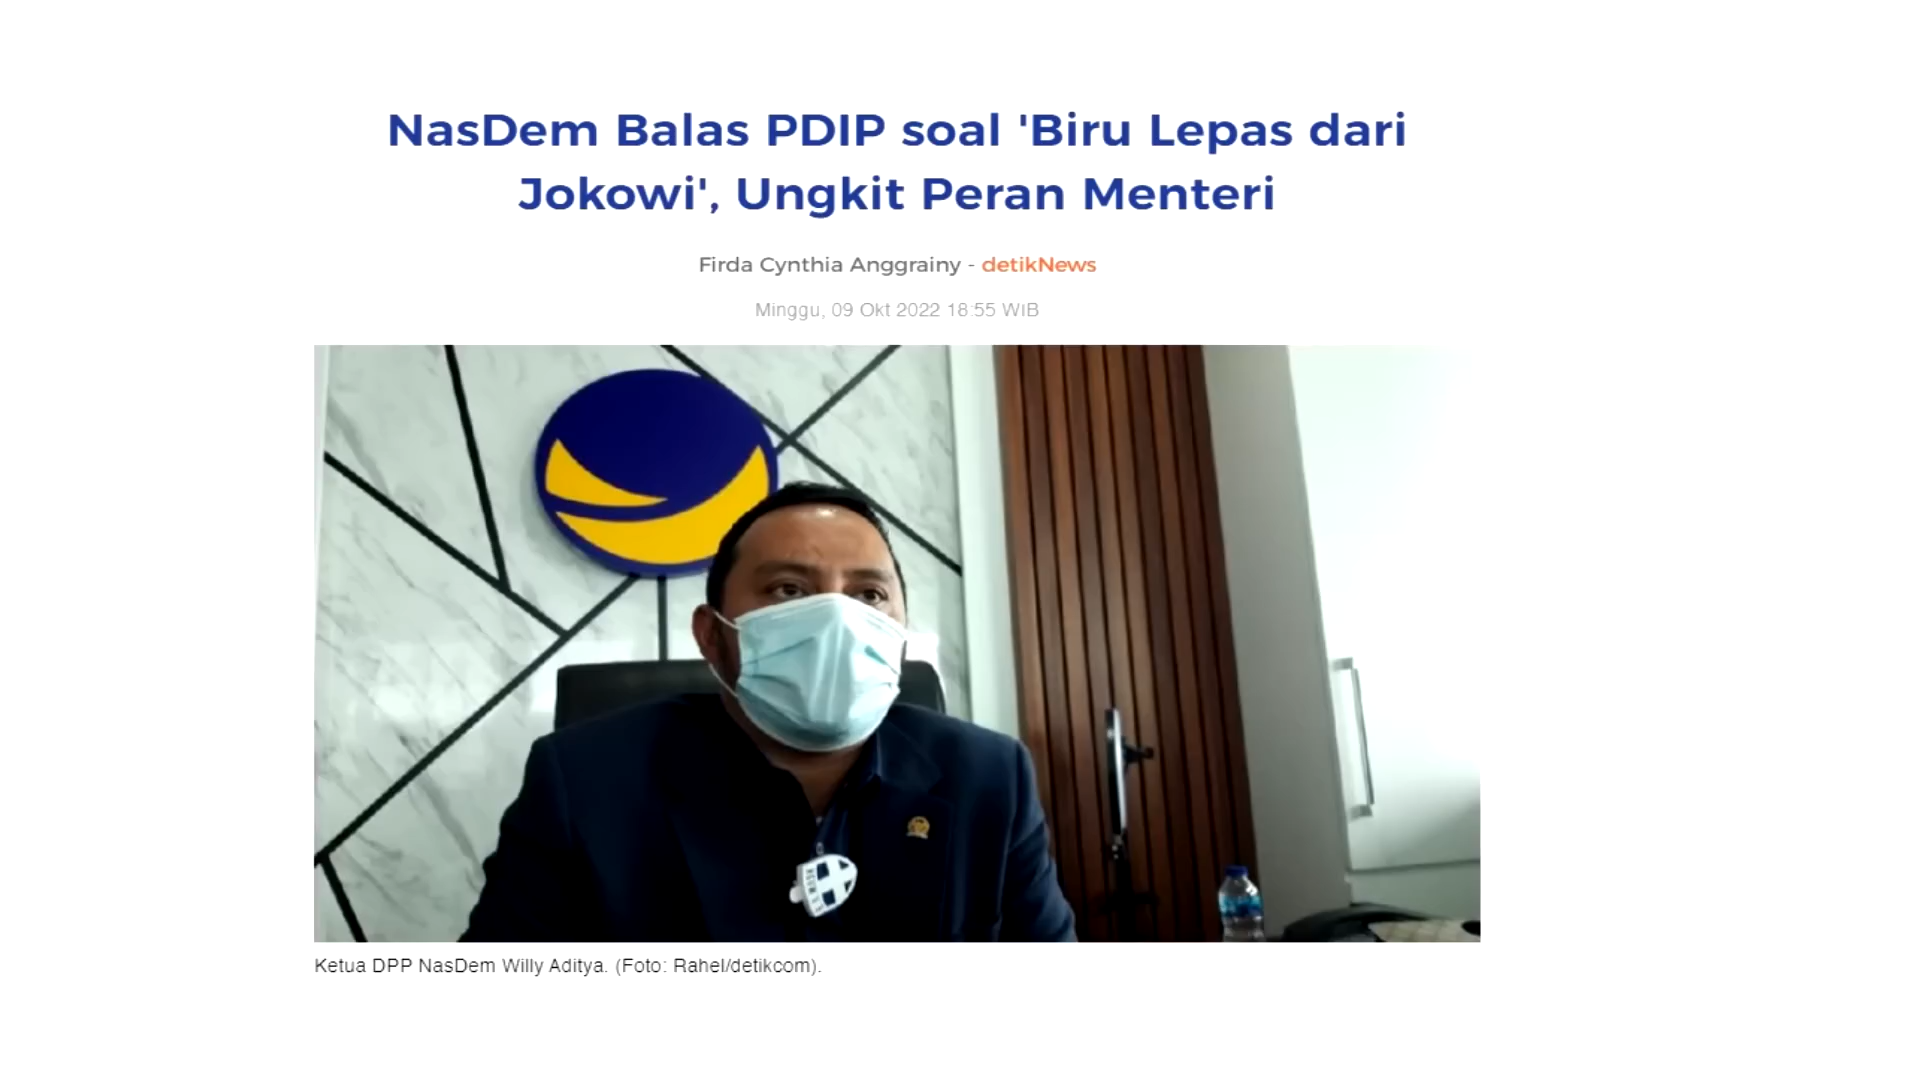 NasDem Balas PDIP soal 'Biru Lepas dari
Jokowi', Ungkit Peran Menteri
Firda Cynthia Anggrainy - detikNews
Minggu, 09 Okt 2022 18:55 WIB
Ketua DPP NasDem Willy Aditya. (Foto: Rahel/detikcom).